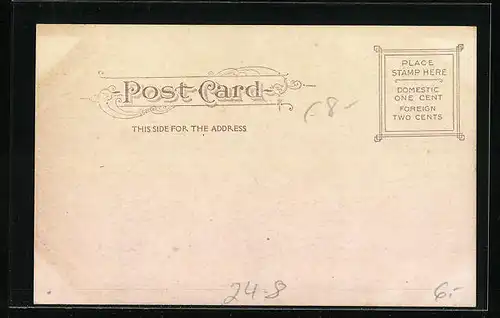 PLACE
STAMP HERE
DOMESTIC
ONE CENT
FOREIGN
TWO CENTS
Post Card
THIS SIDE FOR THE ADDRESS
8-
24-8
6.-